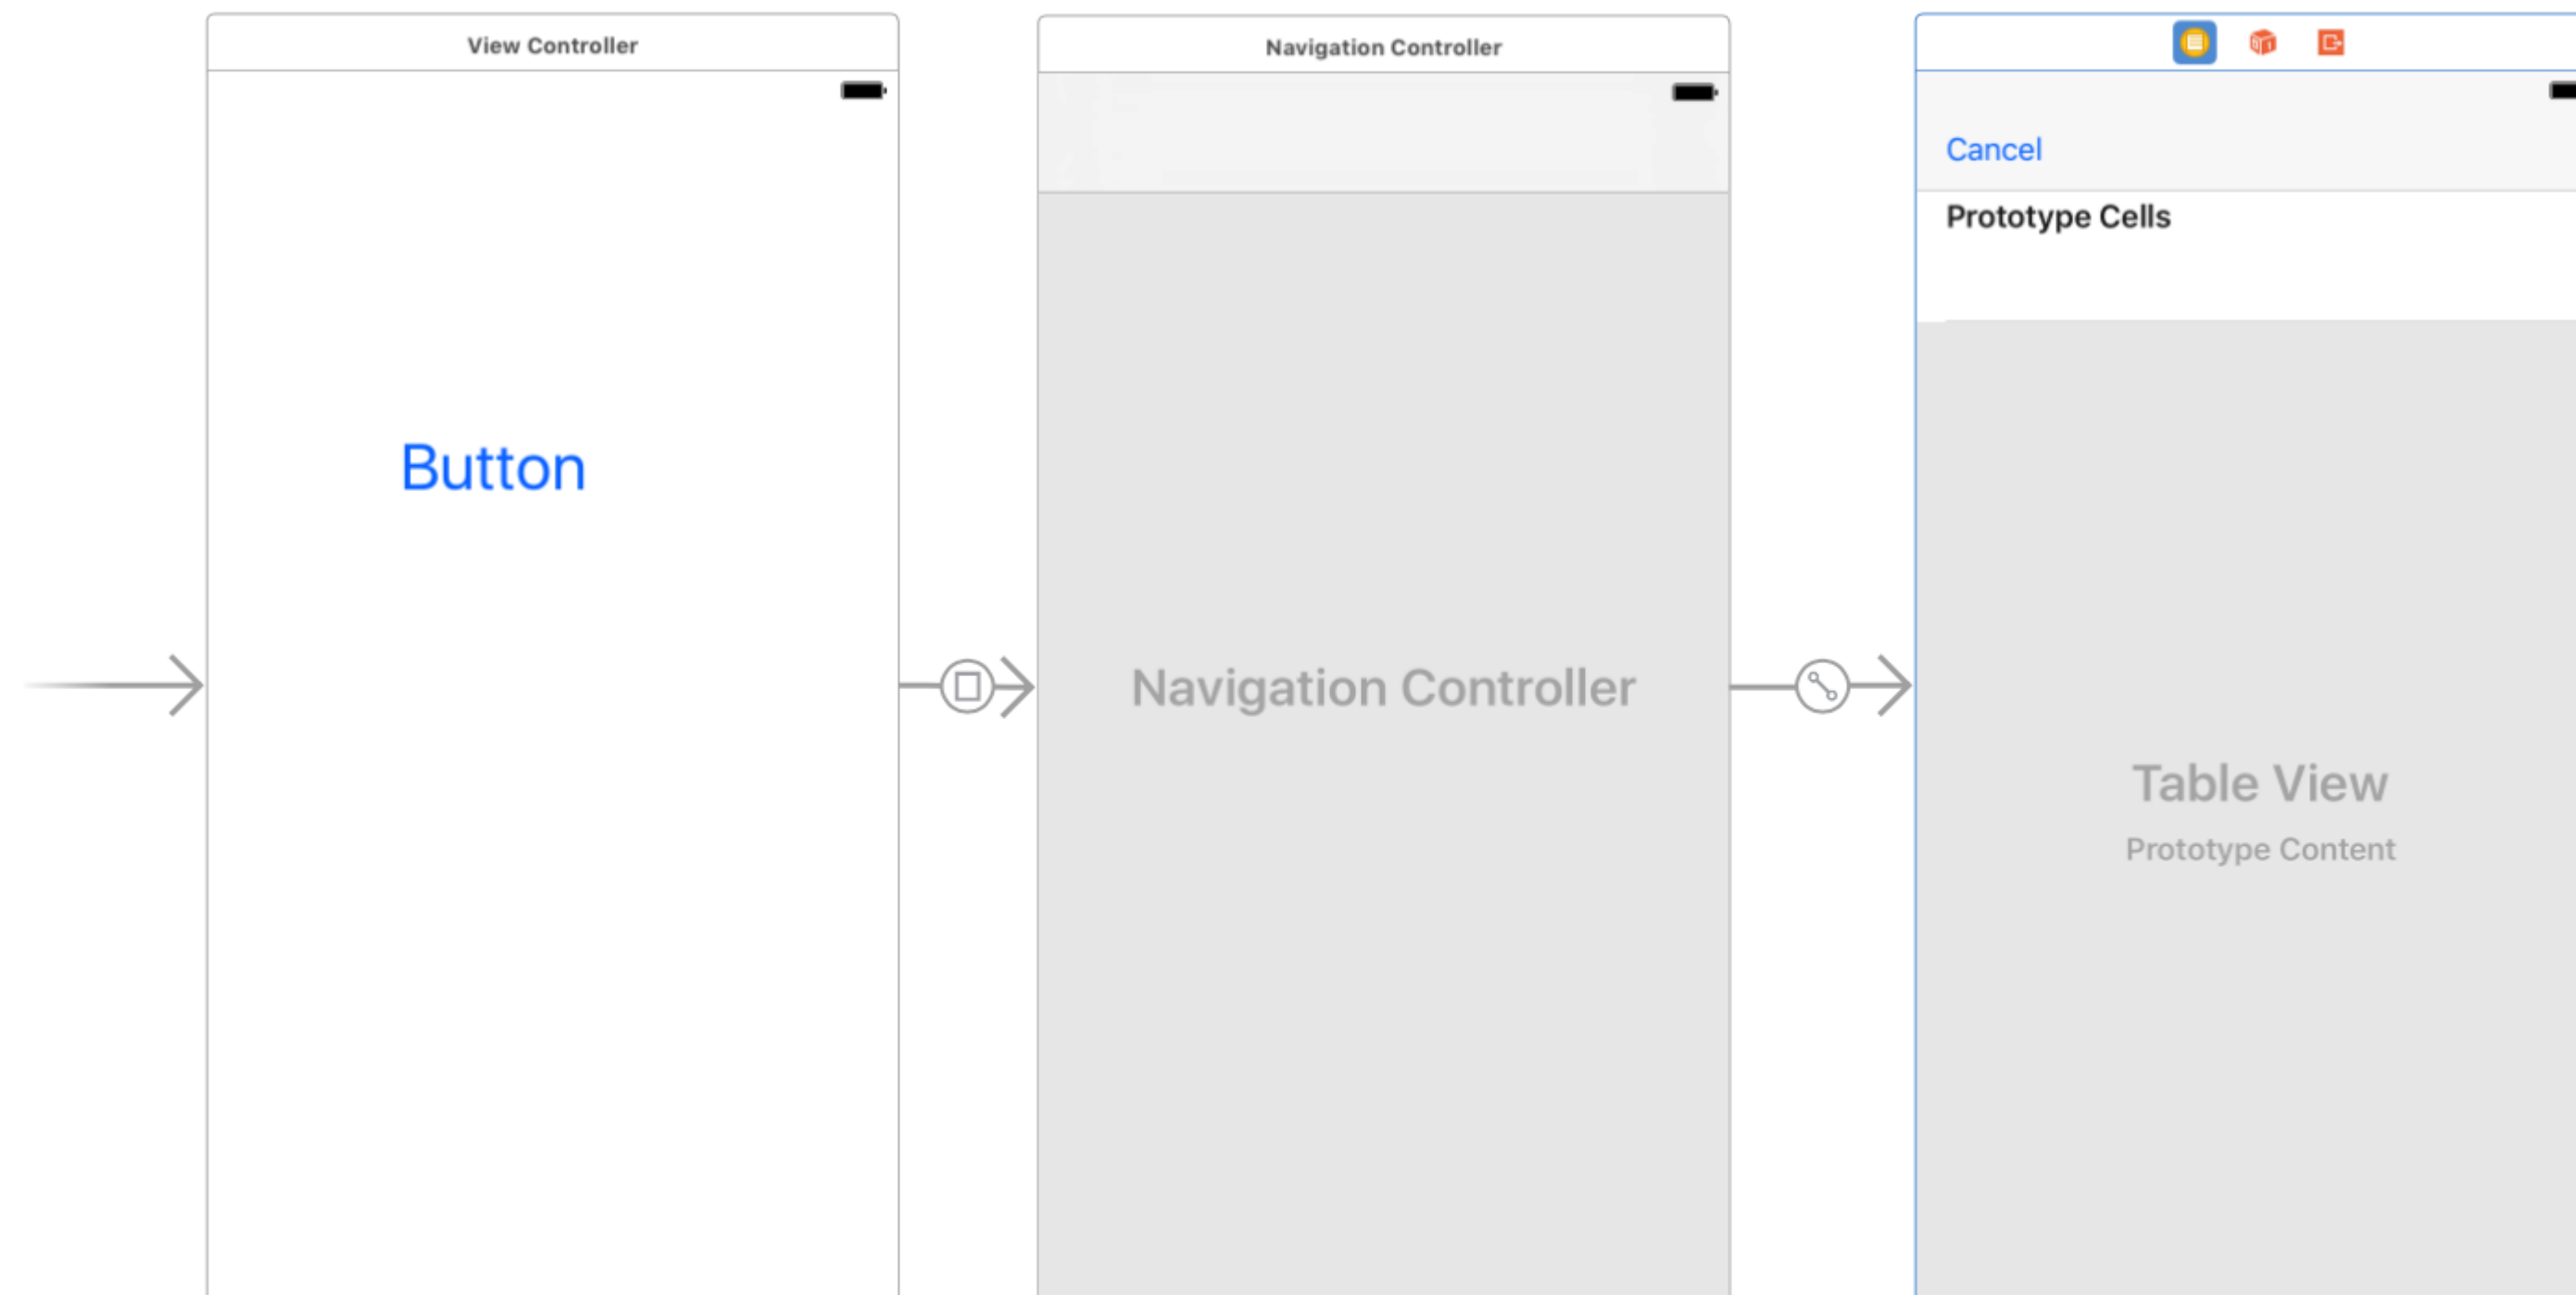 View Controller
Button
Navigation Controller
Navigation Controller
Cancel
Prototype Cells
Table View
Prototype Content